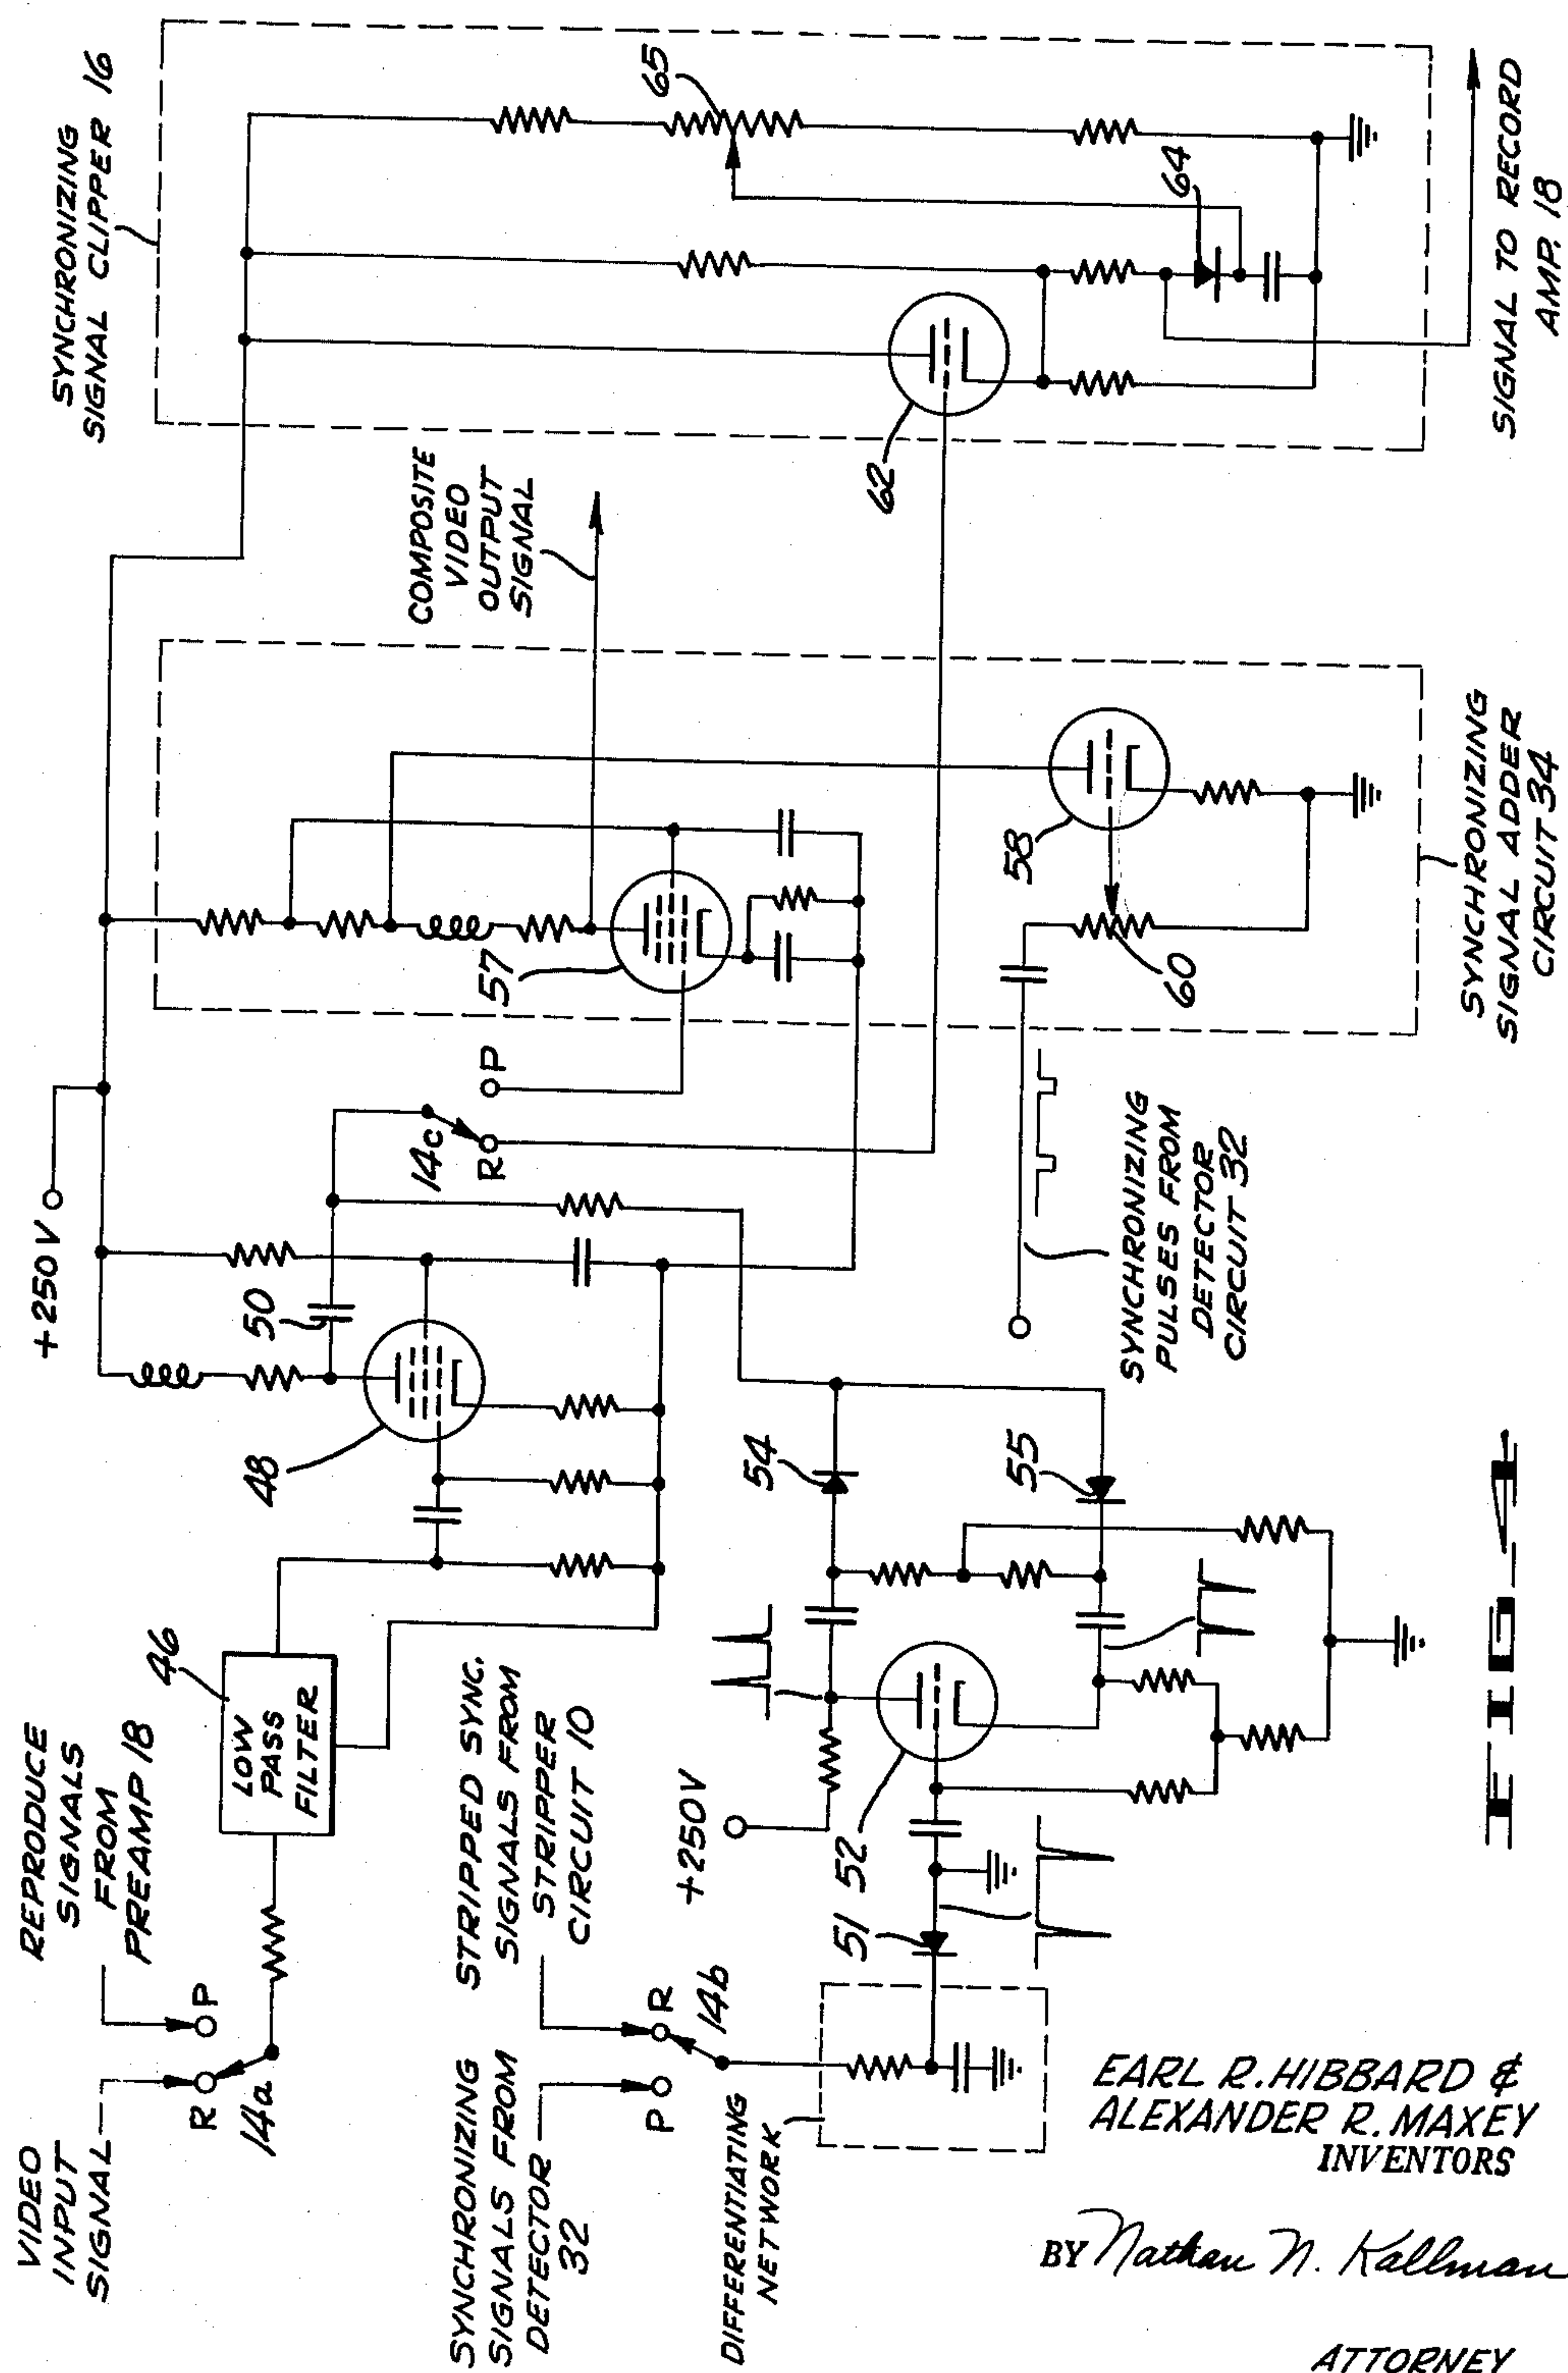 VIDEO
INPUT
SIGNAL
R
P
14a
REPRODUCE
SIGNALS
FROM
PREAMP 18
46
LOW
PASS
FILTER
48
50
+250V
14c
R
P
57
COMPOSITE
VIDEO
OUTPUT
SIGNAL
SYNCHRONIZING
SIGNAL CLIPPER 16
65
64
62
SIGNAL TO RECORD
AMP. 18
SYNCHRONIZING
SIGNALS FROM
DETECTOR
32
STRIPPED SYNC.
SIGNALS FROM
STRIPPER
CIRCUIT 10
P
R
14b
DIFFERENTIATING
NETWORK
51
52
+250V
54
55
SYNCHRONIZING
PULSES FROM
DETECTOR
CIRCUIT 32
58
60
SYNCHRONIZING
SIGNAL ADDER
CIRCUIT 34
FIG_4
EARL R. HIBBARD &
ALEXANDER R. MAXEY
INVENTORS
BY Nathan N. Kallman
ATTORNEY